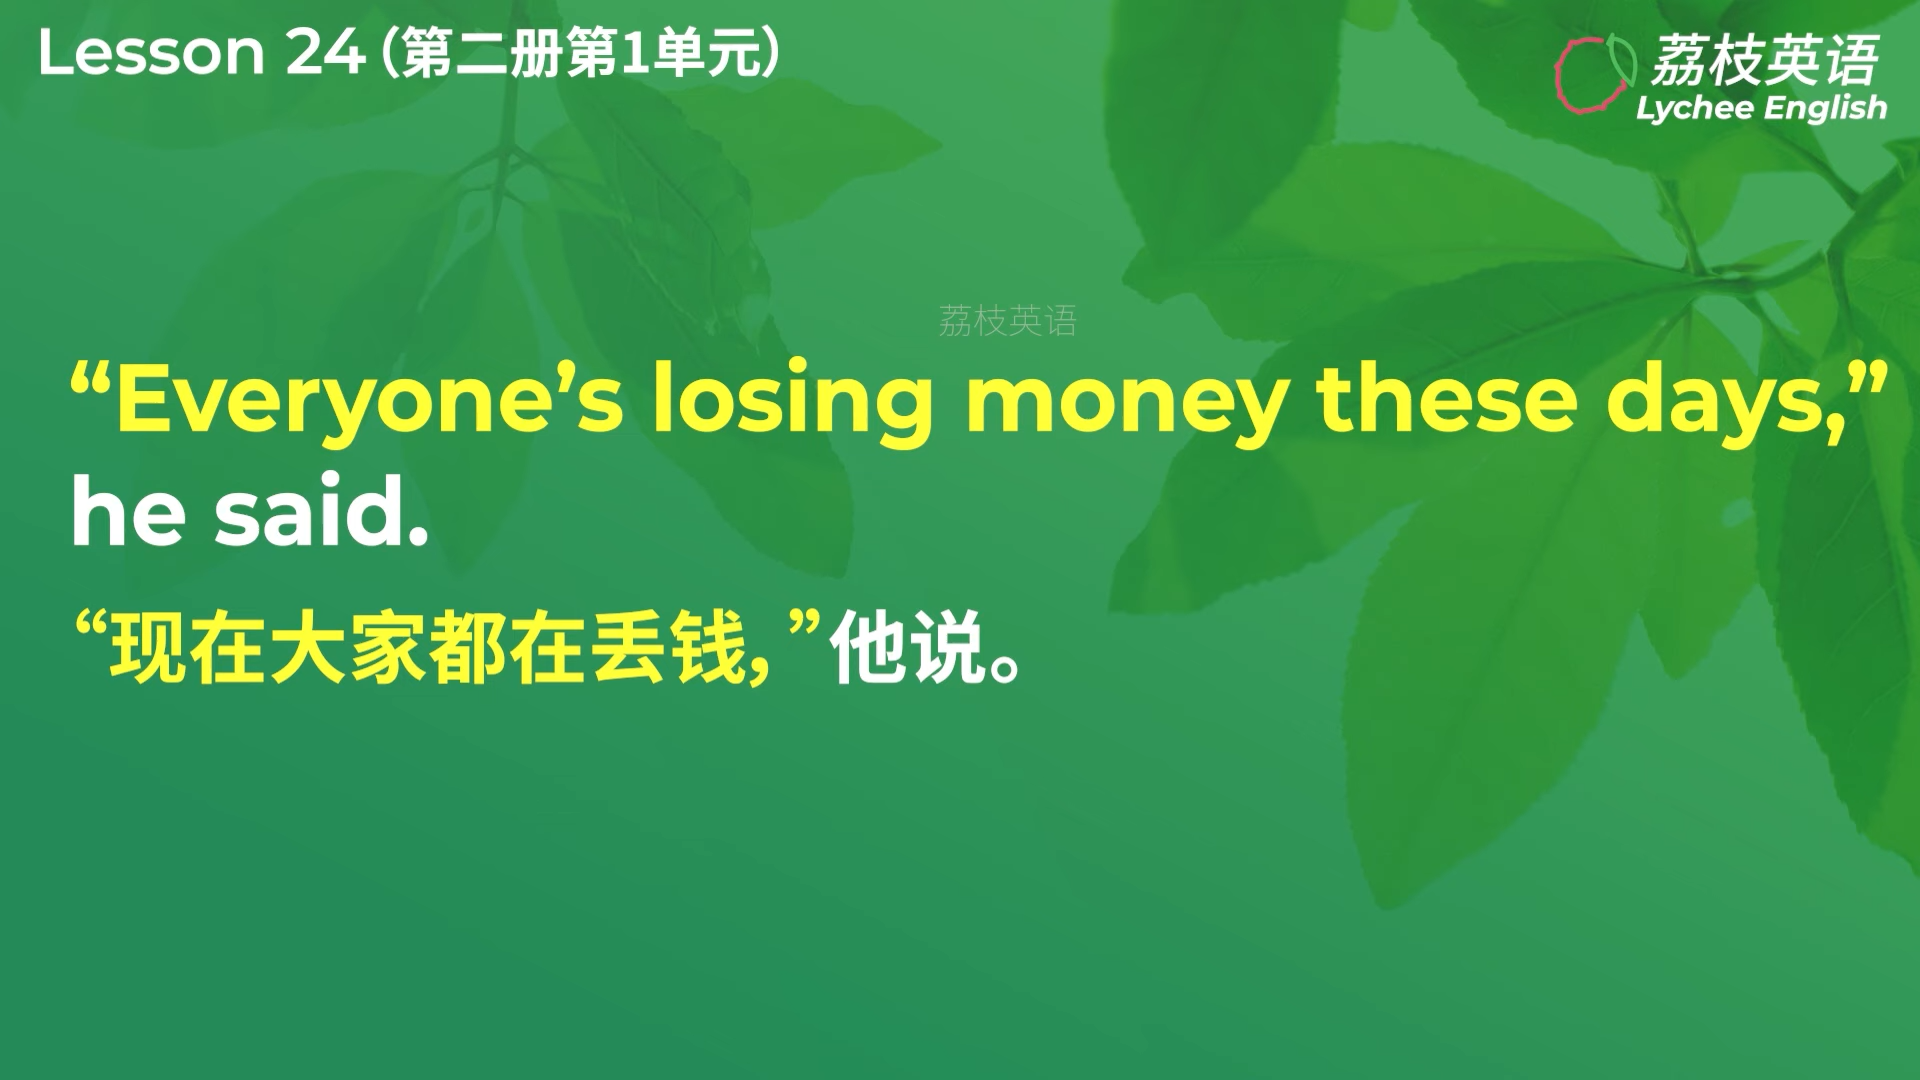 Lesson 24（第二册第1单元）
荔枝英语
Lychee English
荔枝英语
“Everyone’s losing money these days,”
he said.
“现在大家都在丢钱，”他说。